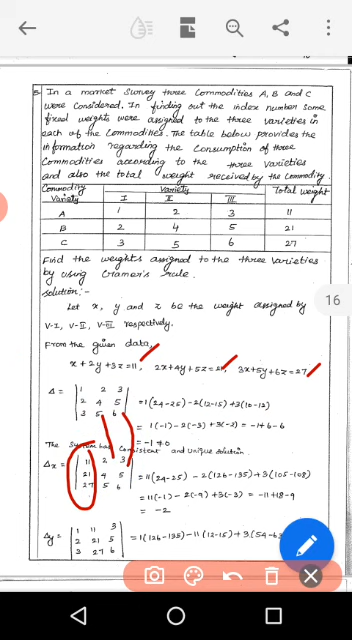 3. In a market survey three commodities A, B and C
were considered. In finding out the index number some
fixed weights were assigned to the three varieties in
each of the commodities. The table below provides the
information regarding the consumption of three
commodities according to the three varieties
and also the total weight received by the commodity.
Commodity Variety Total weight
Variety I II III
A 1 2 3 11
B 2 4 5 21
C 3 5 6 27
Find the weights assigned to the three varieties
by using Cramer's rule.
Solution:-
Let x, y and z be the weight assigned by
V-I, V-II, V-III respectively.
16
From the given data,
x + 2y + 3z = 11, 2x + 4y + 5z = 21, 3x + 5y + 6z = 27
Δ = | 1 2 3 |
| 2 4 5 | = 1(24-25) - 2(12-15) + 3(10-12)
| 3 5 6 |
= 1(-1) - 2(-3) + 3(-2) = -1+6-6
= -1 ≠ 0
The System has Consistent and unique solution.
Δx = | 11 2 3 |
| 21 4 5 | = 11(24-25) - 2(126-135) + 3(105-108)
| 27 5 6 |
= 11(-1) - 2(-9) + 3(-3) = -11+18-9
= -2
Δy = | 1 11 3 |
| 2 21 5 | = 1(126-135) - 11(12-15) + 3(54-63
| 3 27 6 |